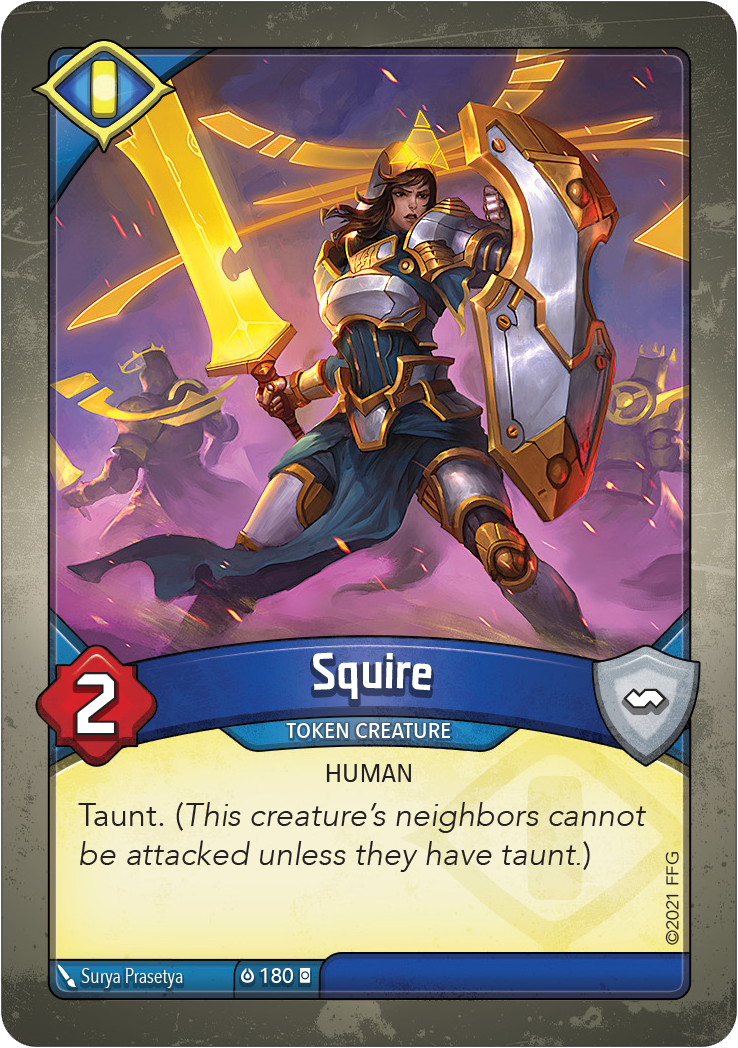 Squire
2
TOKEN CREATURE
HUMAN
Taunt. (This creature's neighbors cannot
be attacked unless they have taunt.)
©2021 FFG
Surya Prasetya
180